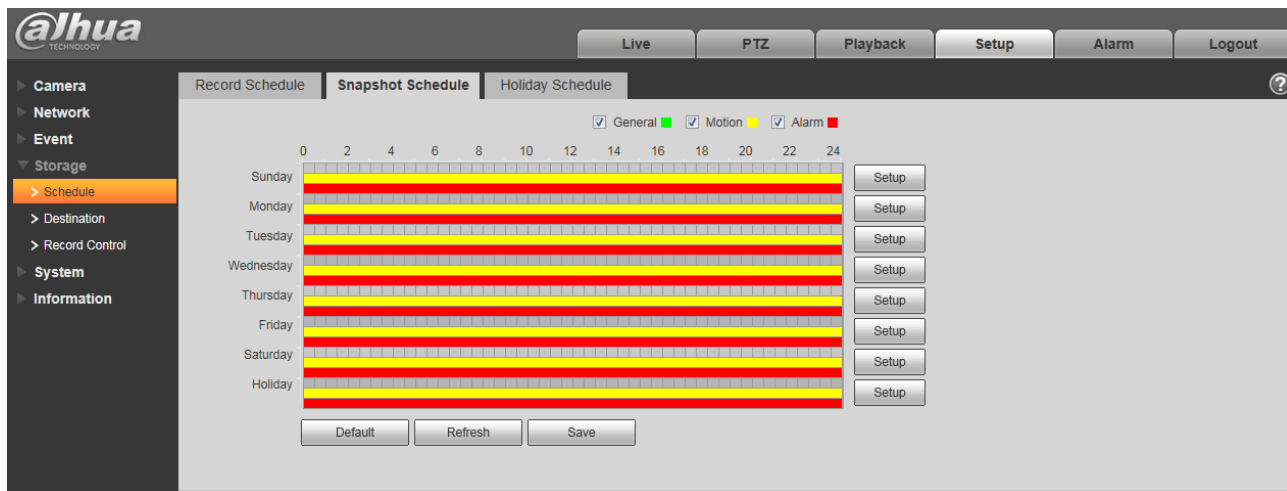 alhua
TECHNOLOGY
Live PTZ Playback Setup Alarm Logout
Camera
Network
Event
Storage
> Schedule
> Destination
> Record Control
System
Information
Record Schedule Snapshot Schedule Holiday Schedule ?
General Motion Alarm
0 2 4 6 8 10 12 14 16 18 20 22 24
Sunday Setup
Monday Setup
Tuesday Setup
Wednesday Setup
Thursday Setup
Friday Setup
Saturday Setup
Holiday Setup
Default Refresh Save